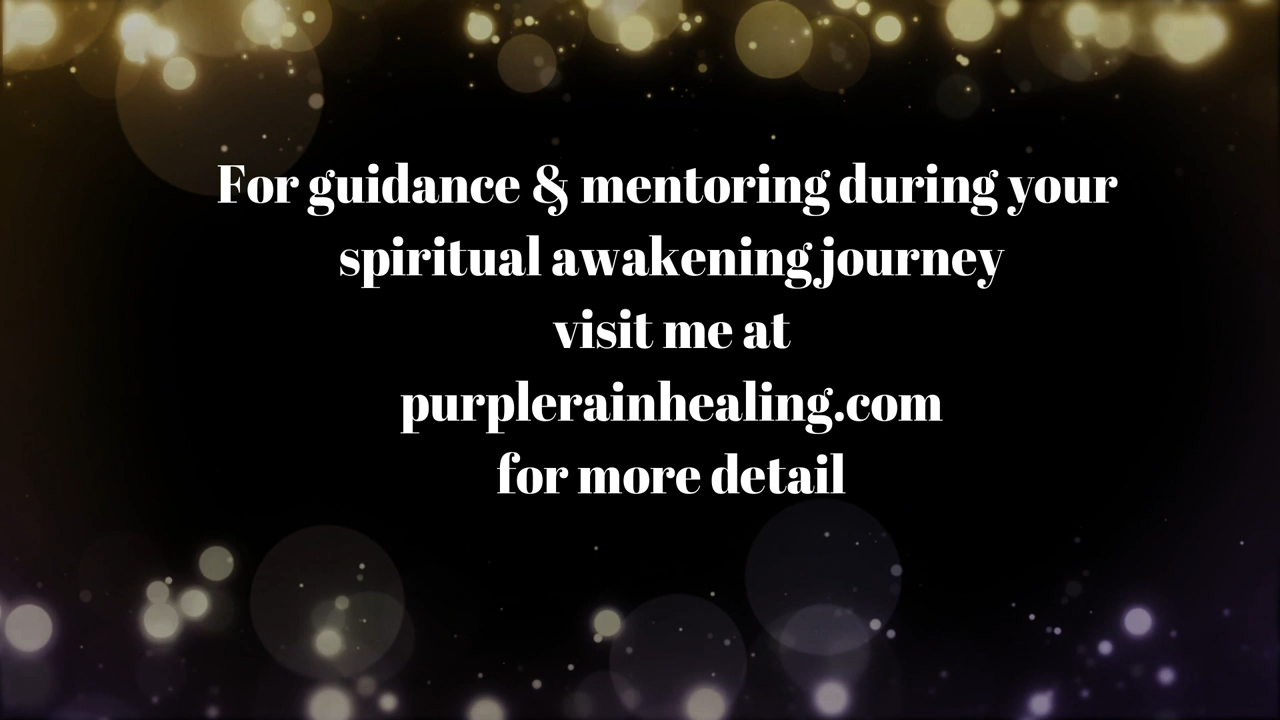 For guidance & mentoring during your
spiritual awakening journey
visit me at
purplerainhealing.com
for more detail